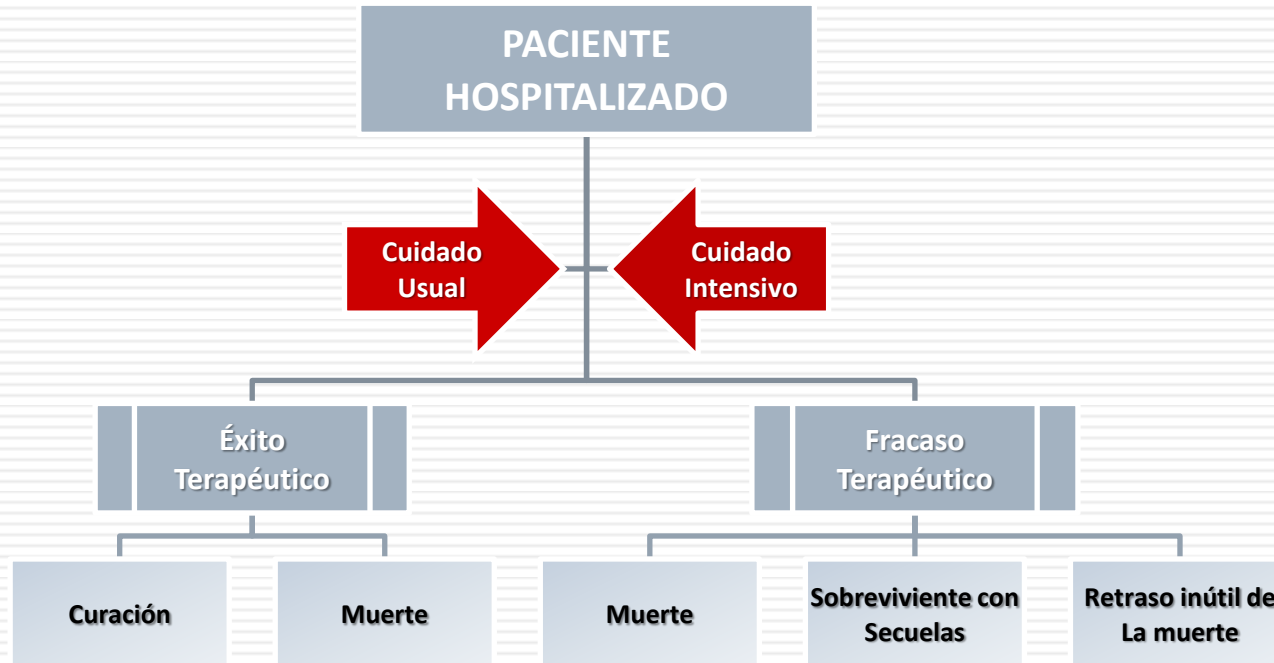 PACIENTE
HOSPITALIZADO
Cuidado
Usual
Cuidado
Intensivo
Éxito
Terapéutico
Fracaso
Terapéutico
Curación
Muerte
Muerte
Sobreviviente con
Secuelas
Retraso inútil de
La muerte